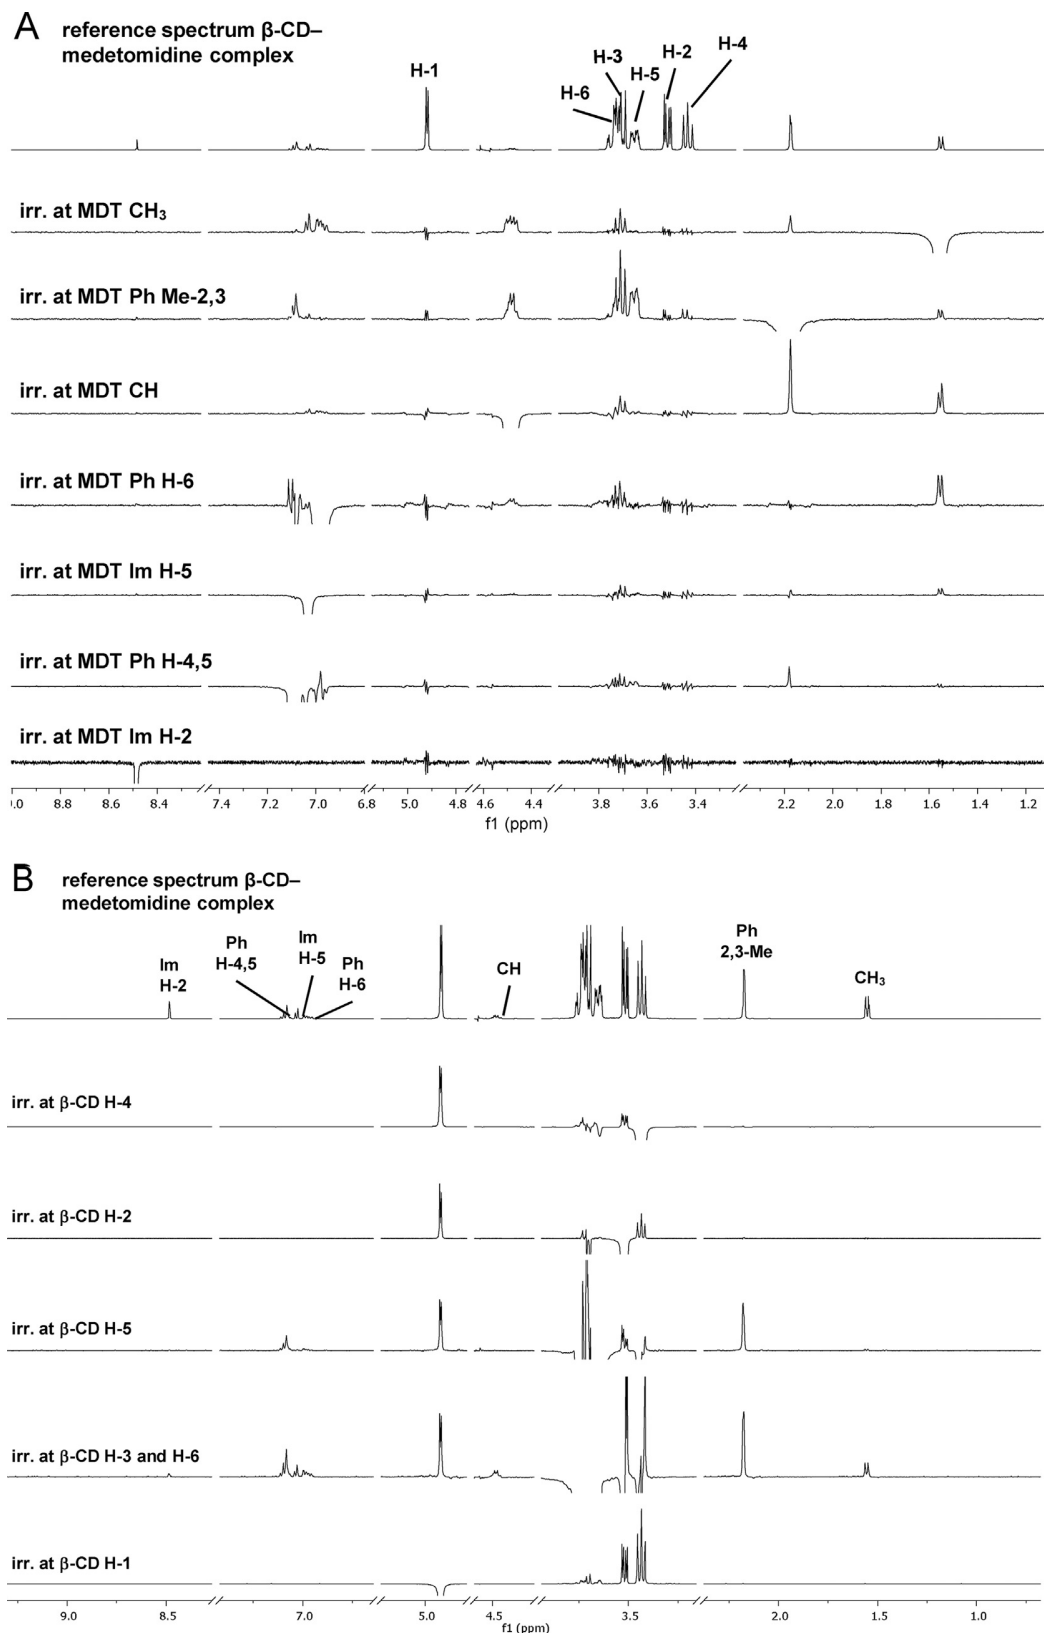 A
reference spectrum β-CD–
medetomidine complex
H-1
H-6
H-3
H-5
H-2
H-4
irr. at MDT CH₃
irr. at MDT Ph Me-2,3
irr. at MDT CH
irr. at MDT Ph H-6
irr. at MDT Im H-5
irr. at MDT Ph H-4,5
irr. at MDT Im H-2
8.8 8.6 8.4 7.4 7.2 7.0 5.0 4.8 4.6 4.4 3.8 3.6 3.4 2.2 2.0 1.8 1.6 1.4 1.2
f1 (ppm)
B
reference spectrum β-CD–
medetomidine complex
Im
H-2
Ph
H-4,5
Im
H-5
Ph
H-6
CH
Ph
2,3-Me
CH₃
irr. at β-CD H-4
irr. at β-CD H-2
irr. at β-CD H-5
irr. at β-CD H-3 and H-6
irr. at β-CD H-1
9.0 8.5 7.0 5.0 4.5 3.5 2.0 1.5 1.0
f1 (ppm)